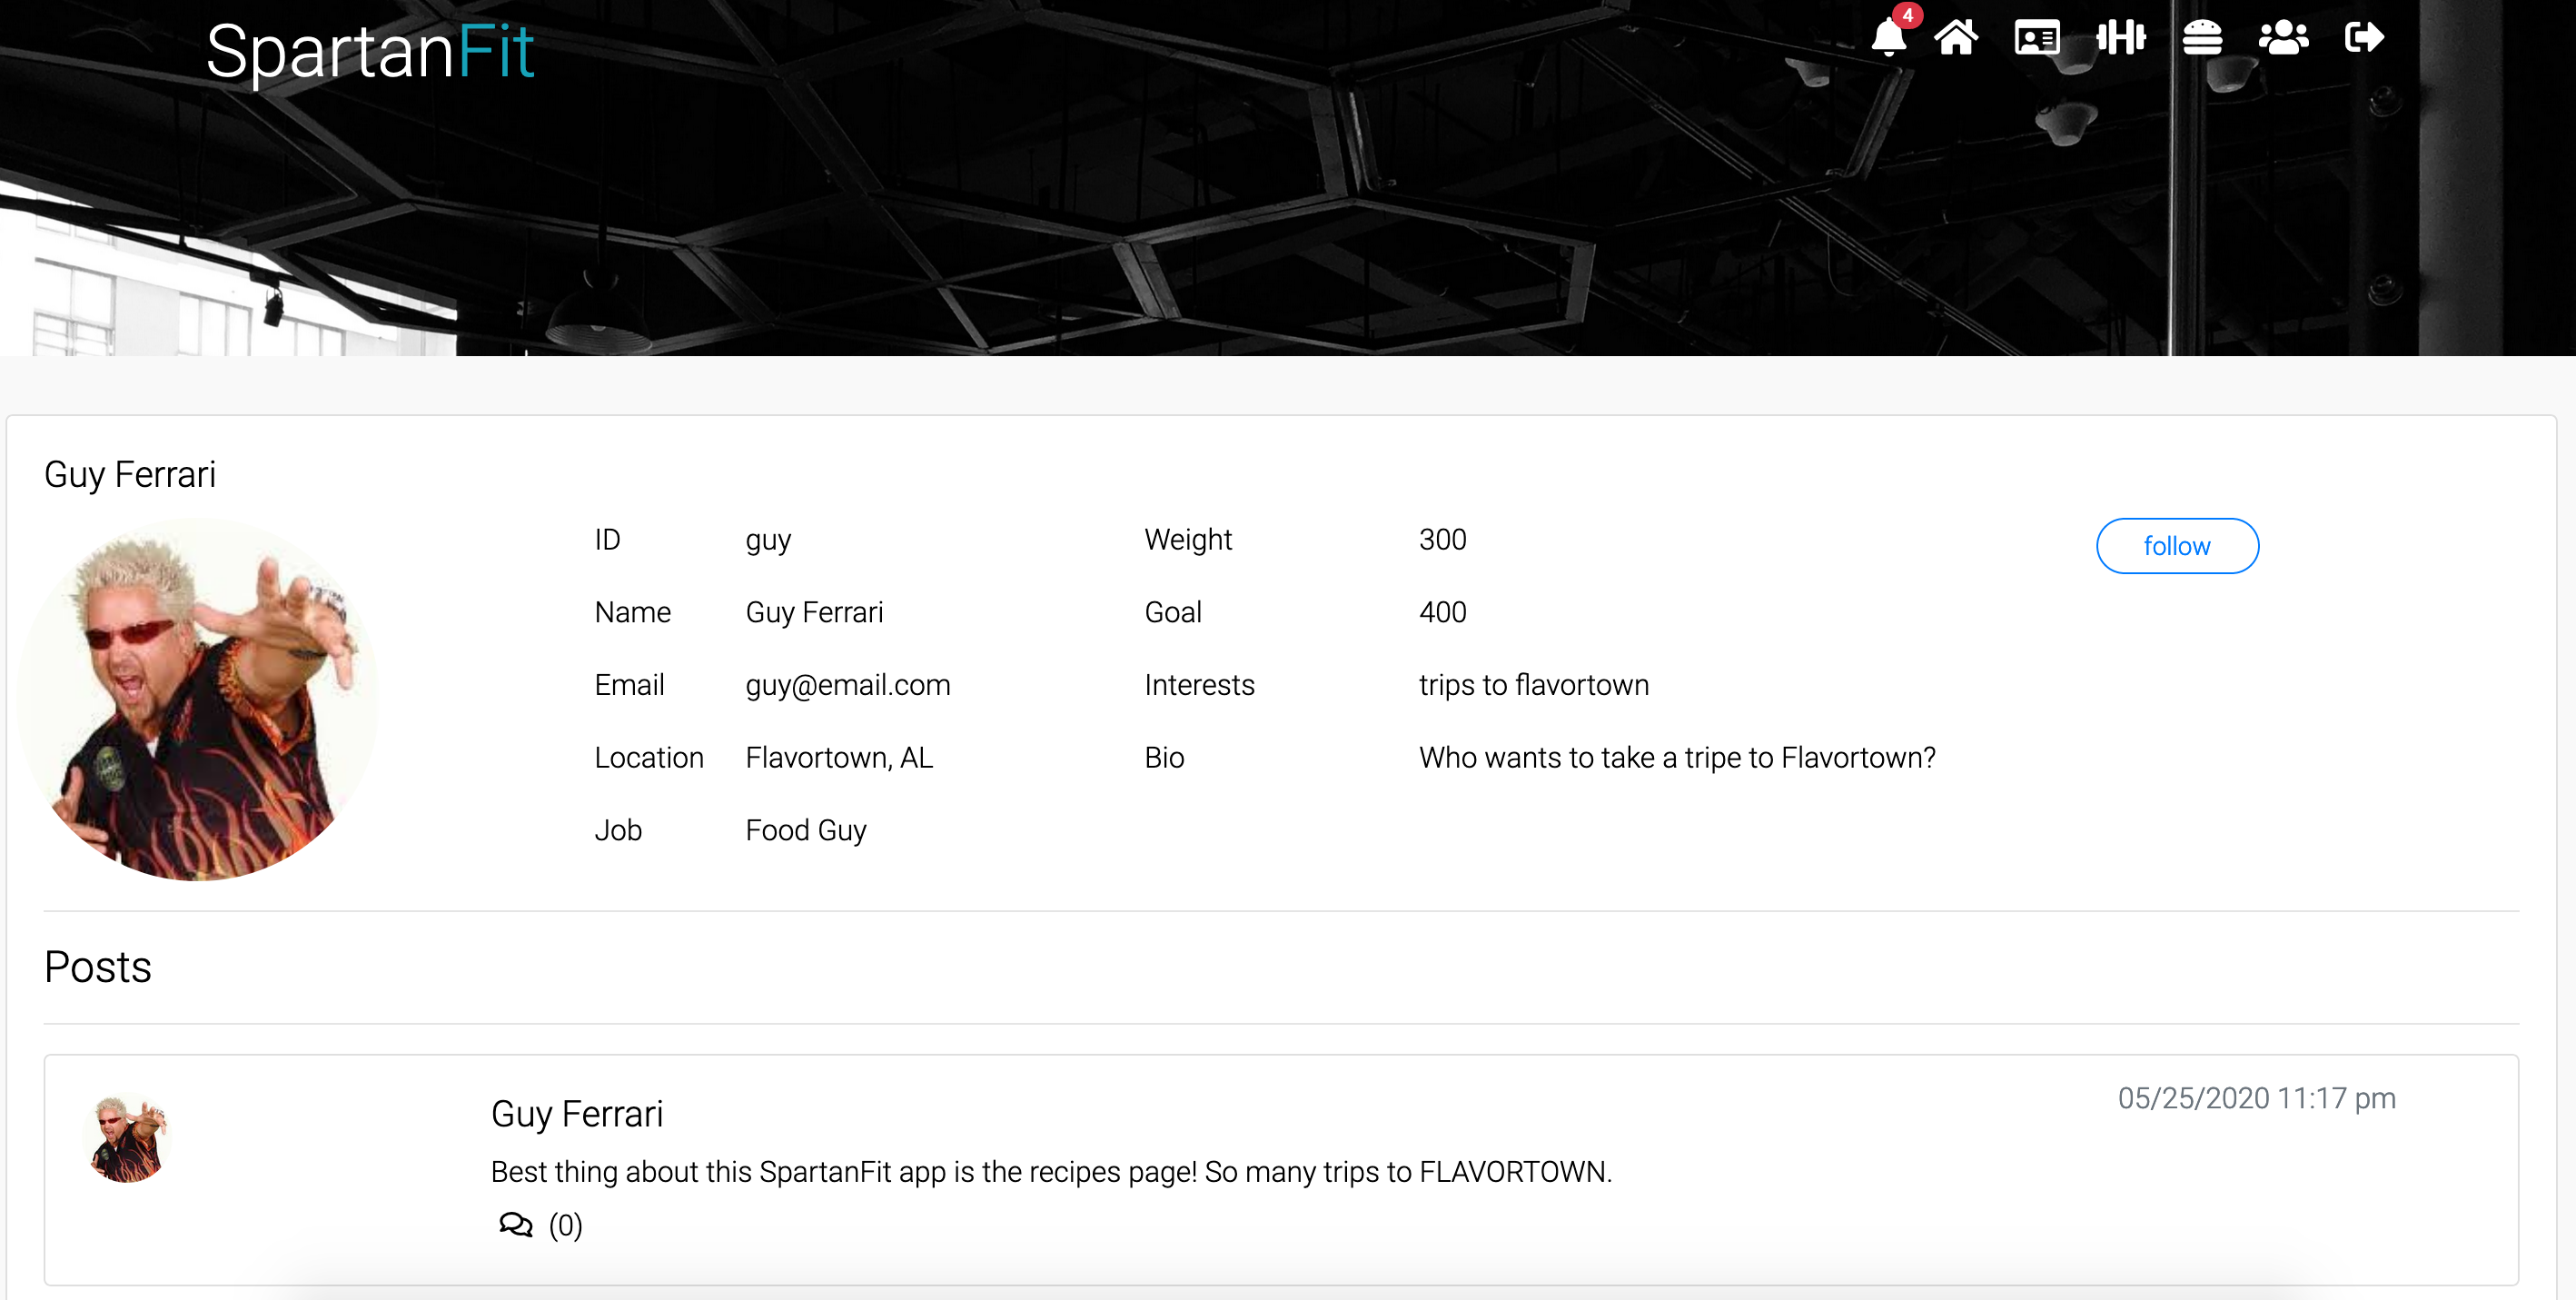 SpartanFit
4
Guy Ferrari
ID guy Weight 300 follow
Name Guy Ferrari Goal 400
Email guy@email.com Interests trips to flavortown
Location Flavortown, AL Bio Who wants to take a tripe to Flavortown?
Job Food Guy
Posts
Guy Ferrari 05/25/2020 11:17 pm
Best thing about this SpartanFit app is the recipes page! So many trips to FLAVORTOWN.
(0)